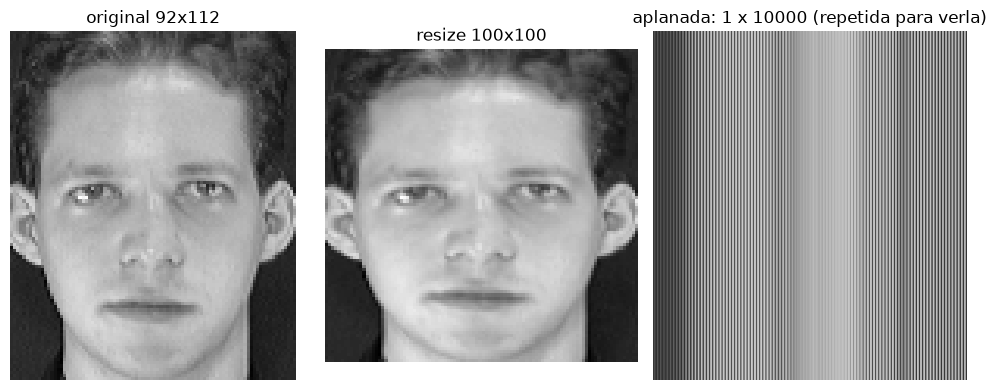 original 92x112
resize 100x100
aplanada: 1 x 10000 (repetida para verla)